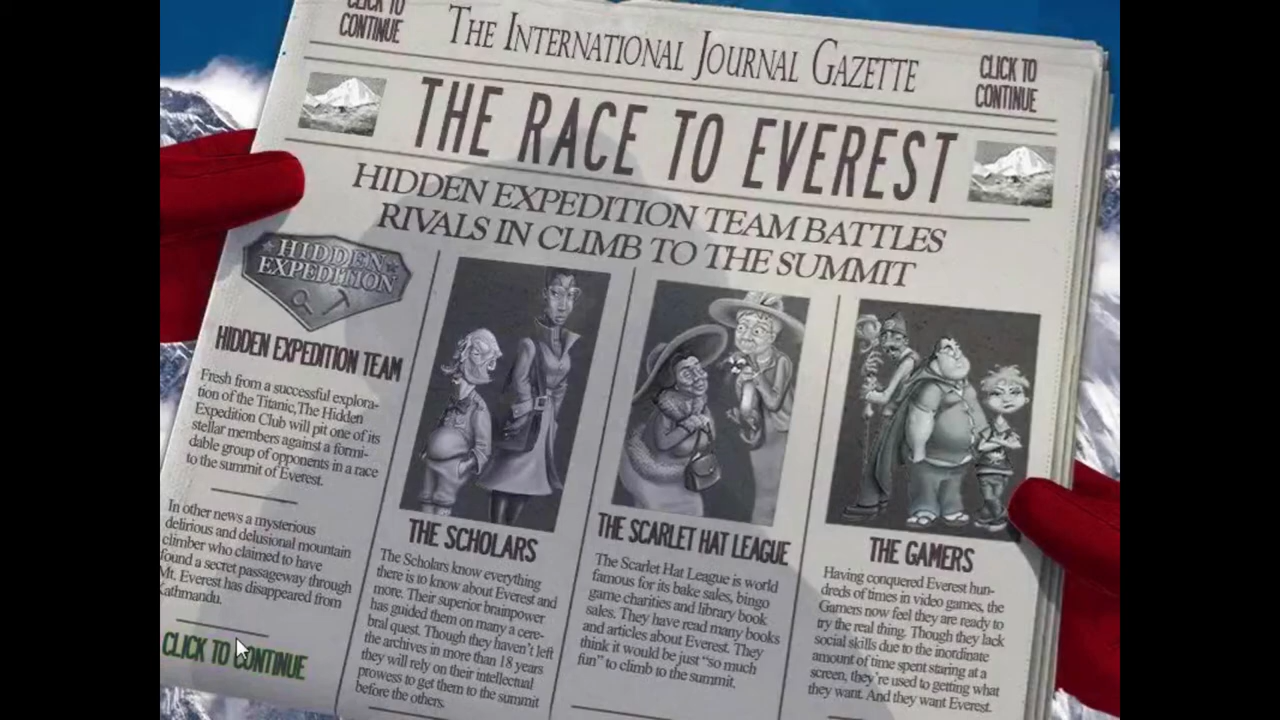 CLICK TO
CONTINUE
THE INTERNATIONAL JOURNAL GAZETTE
CLICK TO
CONTINUE
THE RACE TO EVEREST
HIDDEN EXPEDITION TEAM BATTLES
RIVALS IN CLIMB TO THE SUMMIT
HIDDEN
EXPEDITION
HIDDEN EXPEDITION TEAM
Fresh from a successful explora-
tion of the Titanic,The Hidden
Expedition Club will pit one of its
stellar members against a formi-
dable group of opponents in a race
to the summit of Everest.
In other news a mysterious
delirious and delusional mountain
climber who claimed to have
found a secret passageway through
Mt. Everest has disappeared from
Kathmandu.
CLICK TO CONTINUE
THE SCHOLARS
The Scholars know everything
there is to know about Everest and
more. Their superior brainpower
has guided them on many a cere-
bral quest. Though they haven't left
the archives in more than 18 years
they will rely on their intellectual
prowess to get them to the summit
before the others.
THE SCARLET HAT LEAGUE
The Scarlet Hat League is world
famous for its bake sales, bingo
game charities and library book
sales. They have read many books
and articles about Everest. They
think it would be just "so much
fun" to climb to the summit.
THE GAMERS
Having conquered Everest hun-
dreds of times in video games, the
Gamers now feel they are ready to
try the real thing. Though they lack
social skills due to the inordinate
amount of time spent staring at a
screen, they're used to getting what
they want. And they want Everest.